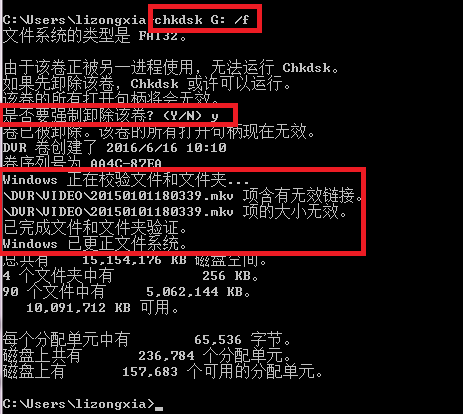 C:\Users\lizongxia>chkdsk G: /f
文件系统的类型是 FAT32。
由于该卷正被另一进程使用，无法运行 Chkdsk。
如果先卸除该卷，Chkdsk 或许可以运行。
该卷的所有打开句柄将会无效。
是否要强制卸除该卷? (Y/N) y
卷已被卸除。该卷的所有打开句柄现在无效。
卷 DVR 创建了 2016/6/16 10:10
卷序列号为 AA4C-87EA
Windows 正在校验文件和文件夹...
\DVR\VIDEO\20150101180339.mkv 项含有无效链接。
\DVR\VIDEO\20150101180339.mkv 项的大小无效。
已完成文件和文件夹验证。
Windows 已更正文件系统。
总共有 15,154,176 KB 磁盘空间。
4 个文件夹中有 256 KB。
90 个文件中有 5,062,144 KB。
10,091,712 KB 可用。
每个分配单元中有 65,536 字节。
磁盘上共有 236,784 个分配单元。
磁盘上有 157,683 个可用的分配单元。
C:\Users\lizongxia>_